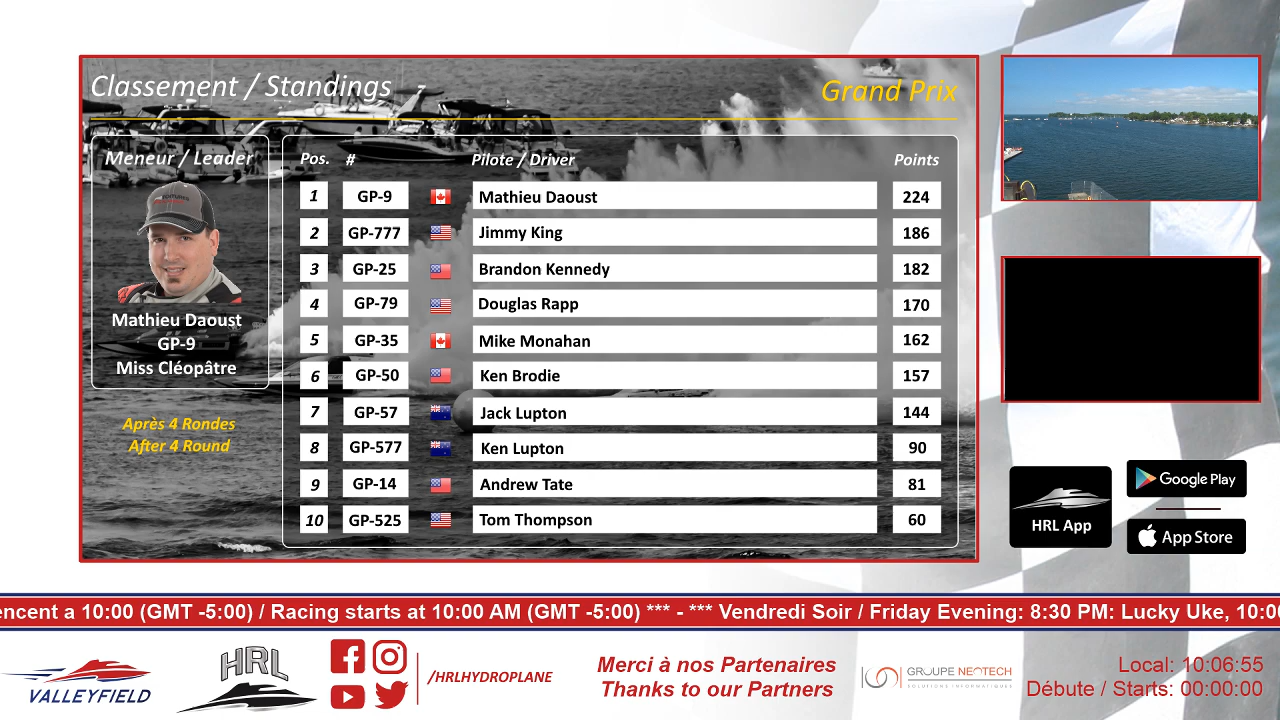 Classement / Standings
Grand Prix
Meneur / Leader
Mathieu Daoust
GP-9
Miss Cléopâtre
Après 4 Rondes
After 4 Round
Pos. # Pilote / Driver Points
1 GP-9 Mathieu Daoust 224
2 GP-777 Jimmy King 186
3 GP-25 Brandon Kennedy 182
4 GP-79 Douglas Rapp 170
5 GP-35 Mike Monahan 162
6 GP-50 Ken Brodie 157
7 GP-57 Jack Lupton 144
8 GP-577 Ken Lupton 90
9 GP-14 Andrew Tate 81
10 GP-525 Tom Thompson 60
HRL App
Google Play
App Store
encent a 10:00 (GMT -5:00) / Racing starts at 10:00 AM (GMT -5:00) *** - *** Vendredi Soir / Friday Evening: 8:30 PM: Lucky Uke, 10:00
VALLEYFIELD
HRL
/HRLHYDROPLANE
Merci à nos Partenaires
Thanks to our Partners
GROUPE NEOTECH
SOLUTIONS INFORMATIQUES
Local: 10:06:55
Débute / Starts: 00:00:00